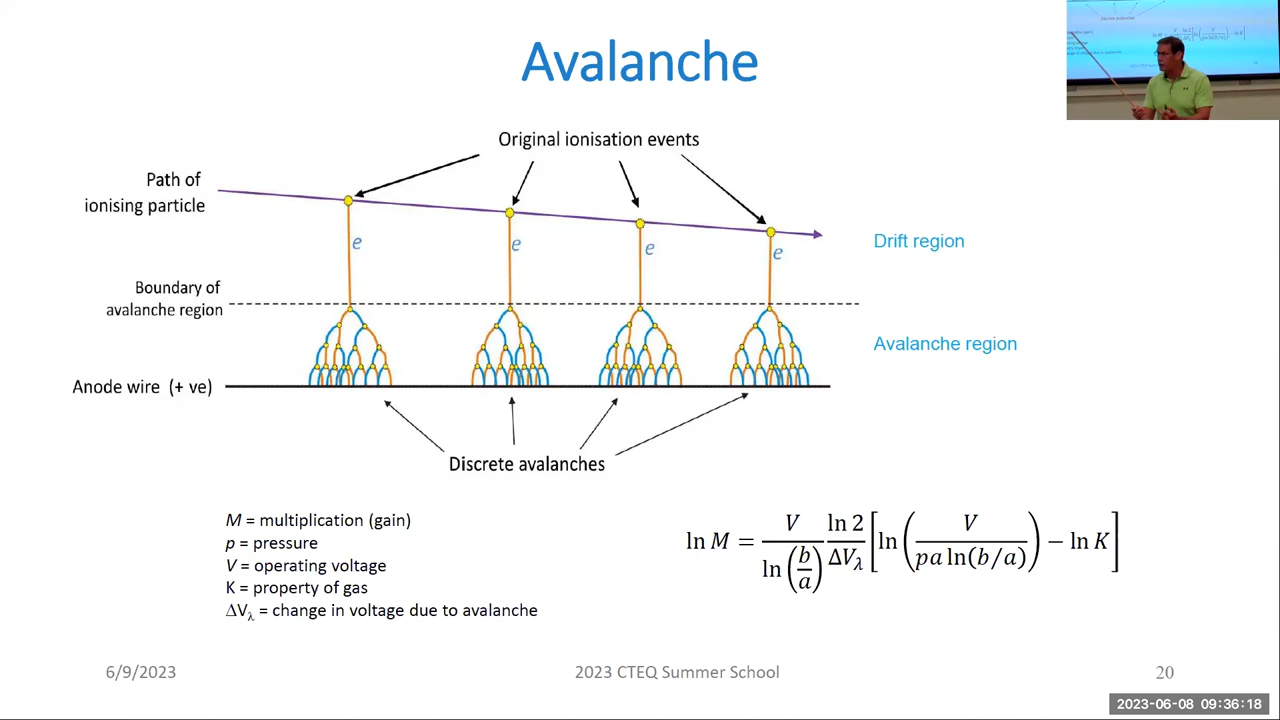 Avalanche
Original ionisation events
Path of
ionising particle
e
e
e
e
Drift region
Boundary of
avalanche region
Avalanche region
Anode wire (+ ve)
Discrete avalanches
M = multiplication (gain)
p = pressure
V = operating voltage
K = property of gas
ΔVλ = change in voltage due to avalanche
ln M = V / ln(b/a) ln 2 / ΔVλ [ln (V / pa ln(b/a)) − ln K]
6/9/2023
2023 CTEQ Summer School
20
2023-06-08 09:36:18